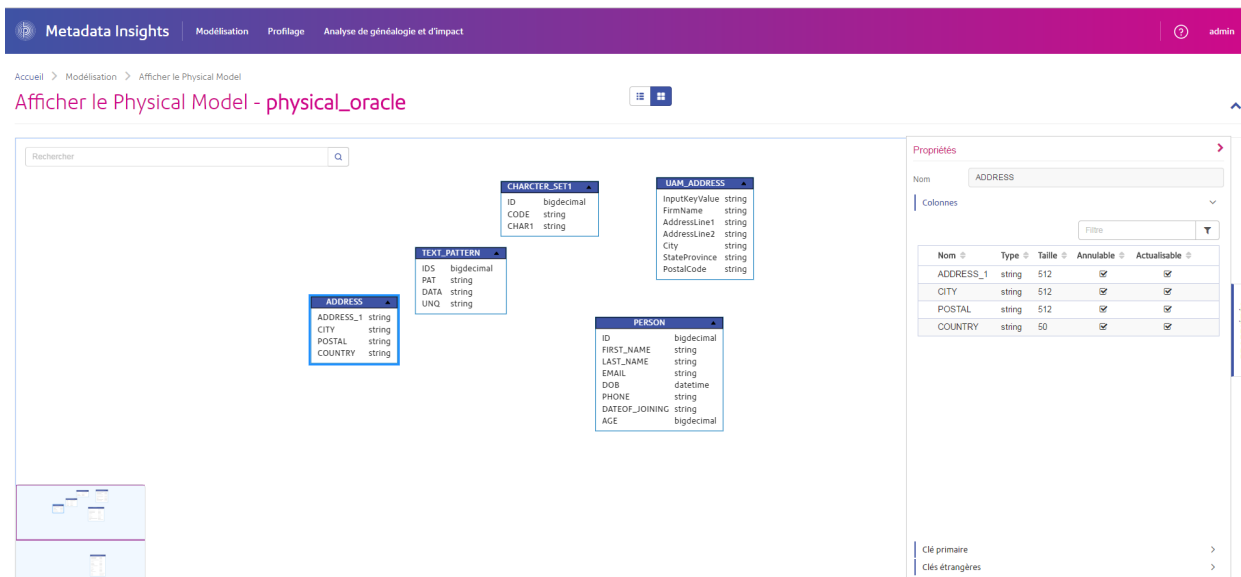 Metadata Insights Modélisation Profilage Analyse de généalogie et d'impact admin
Accueil > Modélisation > Afficher le Physical Model
Afficher le Physical Model - physical_oracle
Rechercher
CHARCTER_SET1
ID bigdecimal
CODE string
CHAR1 string
UAM_ADDRESS
InputKeyValue string
FirmName string
AddressLine1 string
AddressLine2 string
City string
StateProvince string
PostalCode string
TEXT_PATTERN
IDS bigdecimal
PAT string
DATA string
UNQ string
ADDRESS
ADDRESS_1 string
CITY string
POSTAL string
COUNTRY string
PERSON
ID bigdecimal
FIRST_NAME string
LAST_NAME string
EMAIL string
DOB datetime
PHONE string
DATEOF_JOINING string
AGE bigdecimal
Propriétés
Nom ADDRESS
Colonnes
Filtre
Nom Type Taille Annulable Actualisable
ADDRESS_1 string 512
CITY string 512
POSTAL string 512
COUNTRY string 50
Clé primaire
Clés étrangères